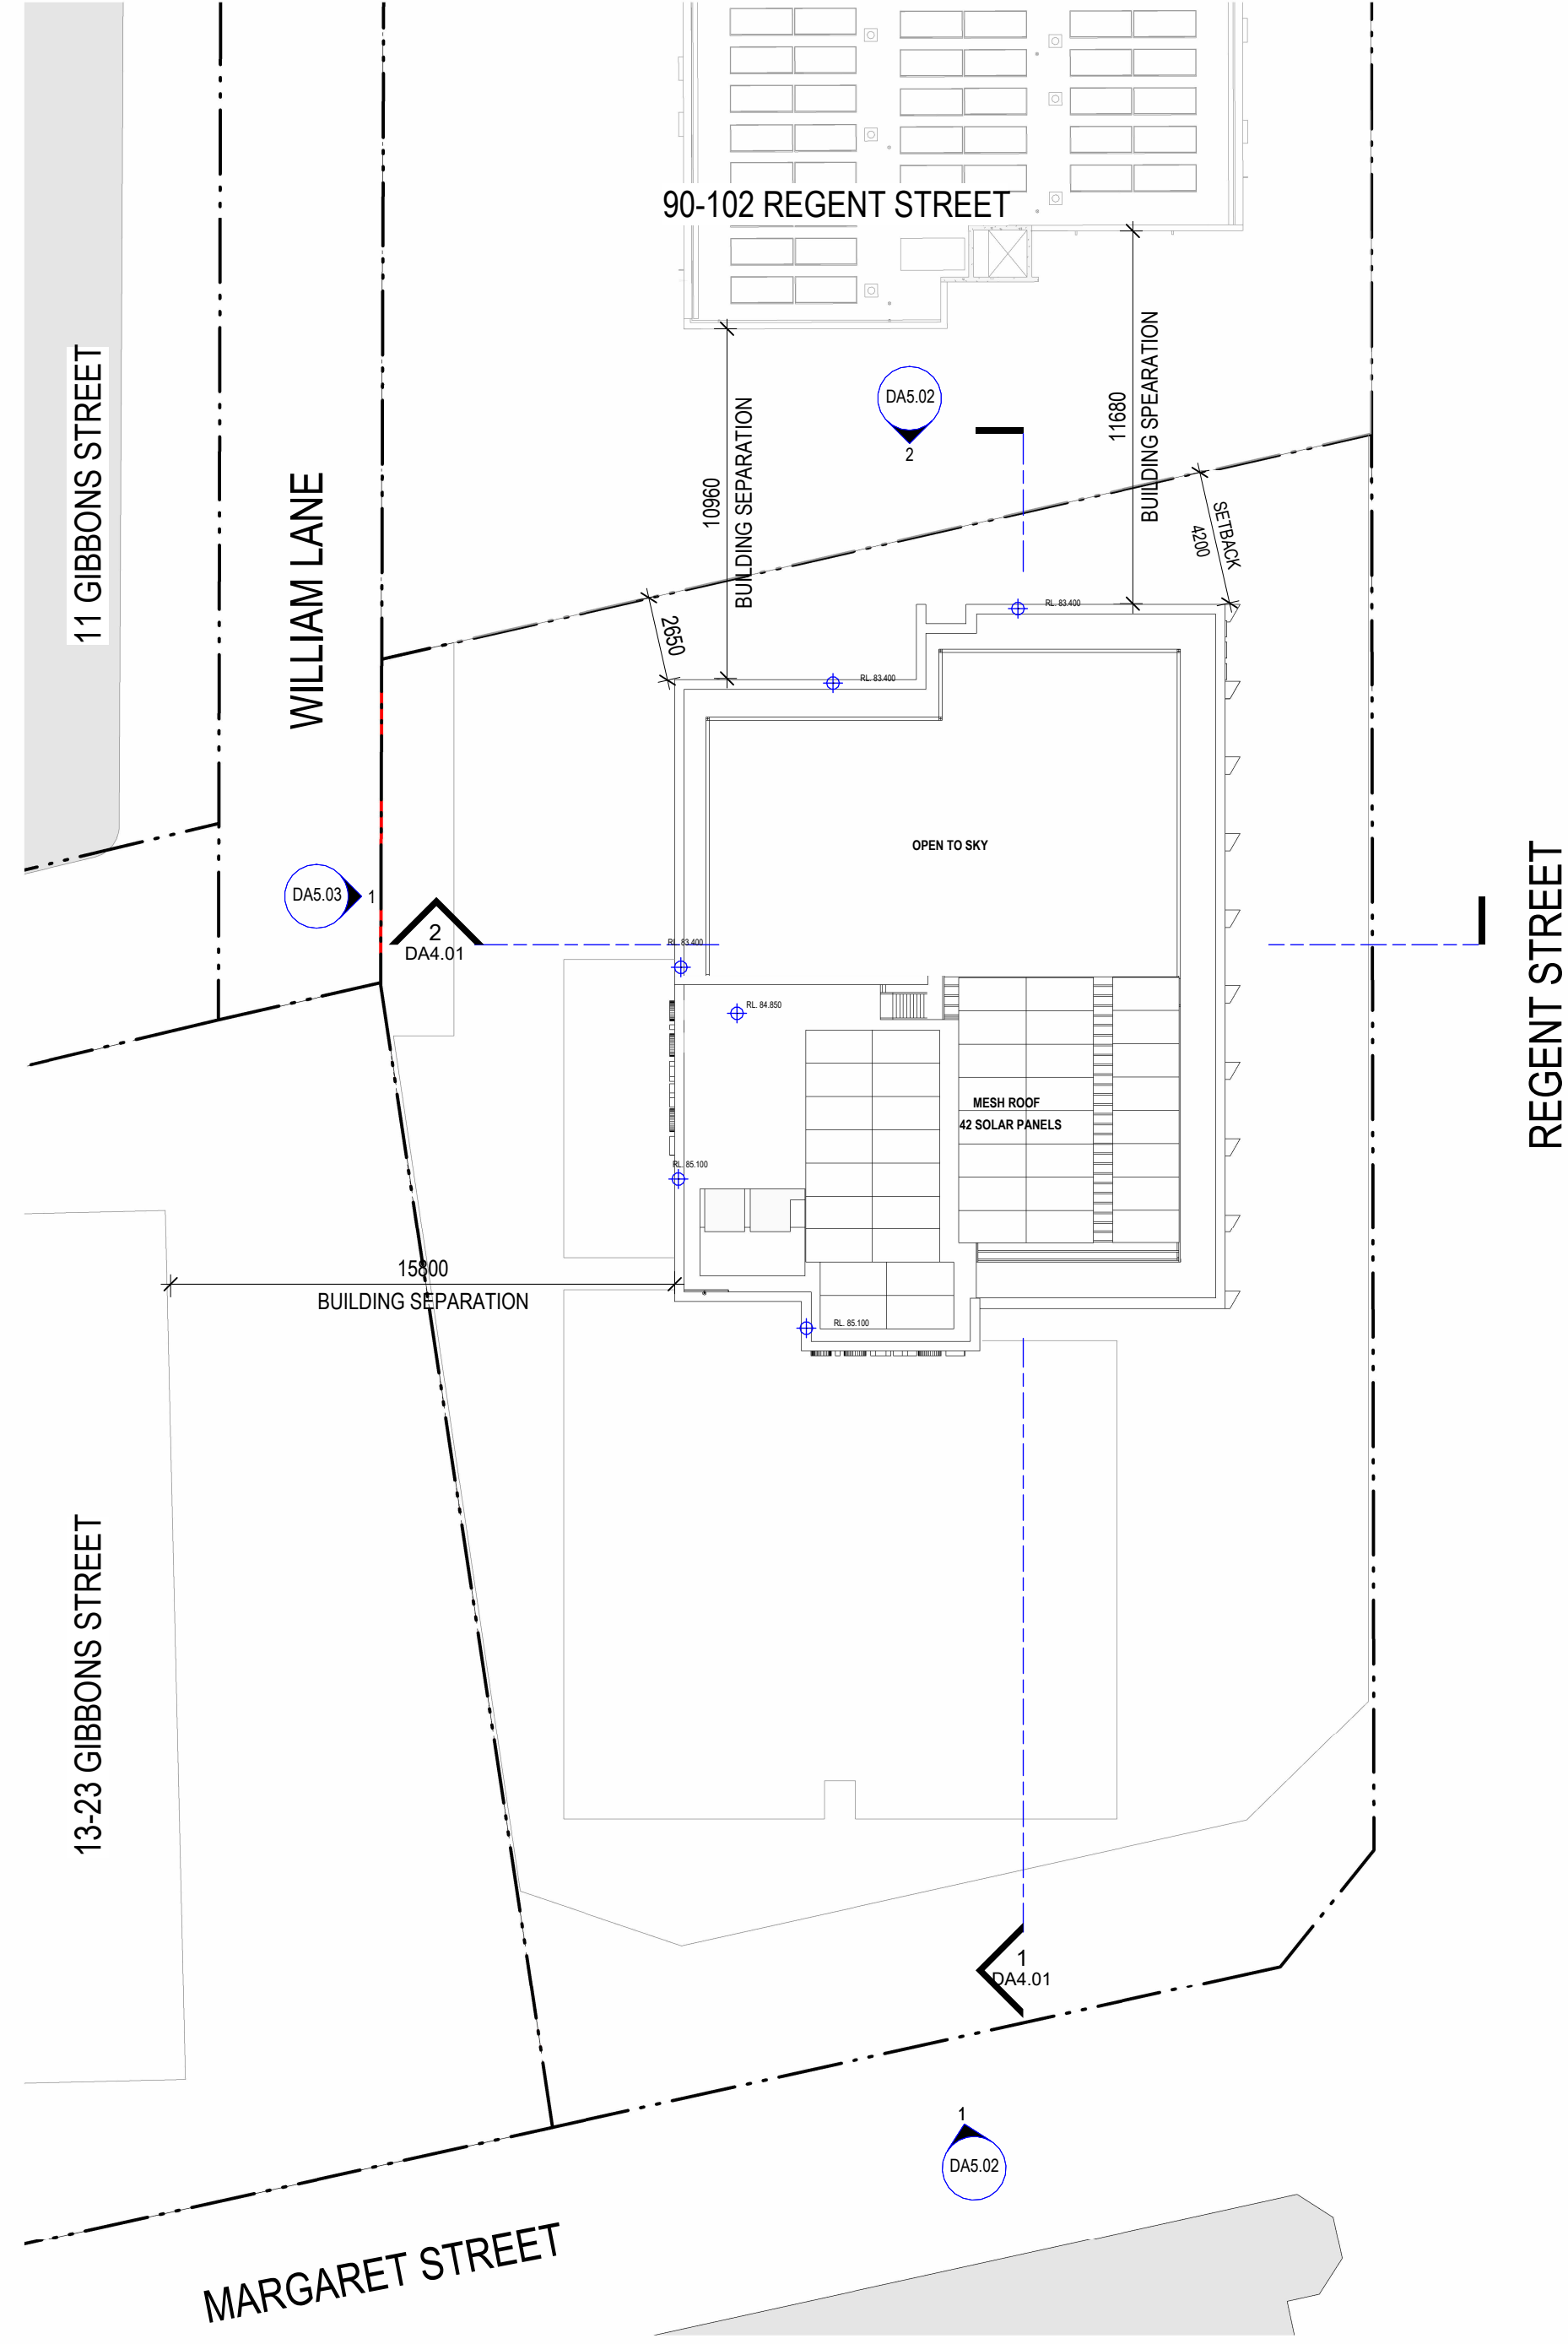 90-102 REGENT STREET
11 GIBBONS STREET
WILLIAM LANE
10960
BUILDING SEPARATION
DA5.02
2
11680
BUILDING SPEARATION
SETBACK
4200
2650
RL. 83.400
RL. 83.400
OPEN TO SKY
DA5.03
1
2
DA4.01
RL. 83.400
RL. 84.850
REGENT STREET
MESH ROOF
42 SOLAR PANELS
RL. 85.100
15800
BUILDING SEPARATION
RL. 85.100
13-23 GIBBONS STREET
1
DA4.01
1
DA5.02
MARGARET STREET